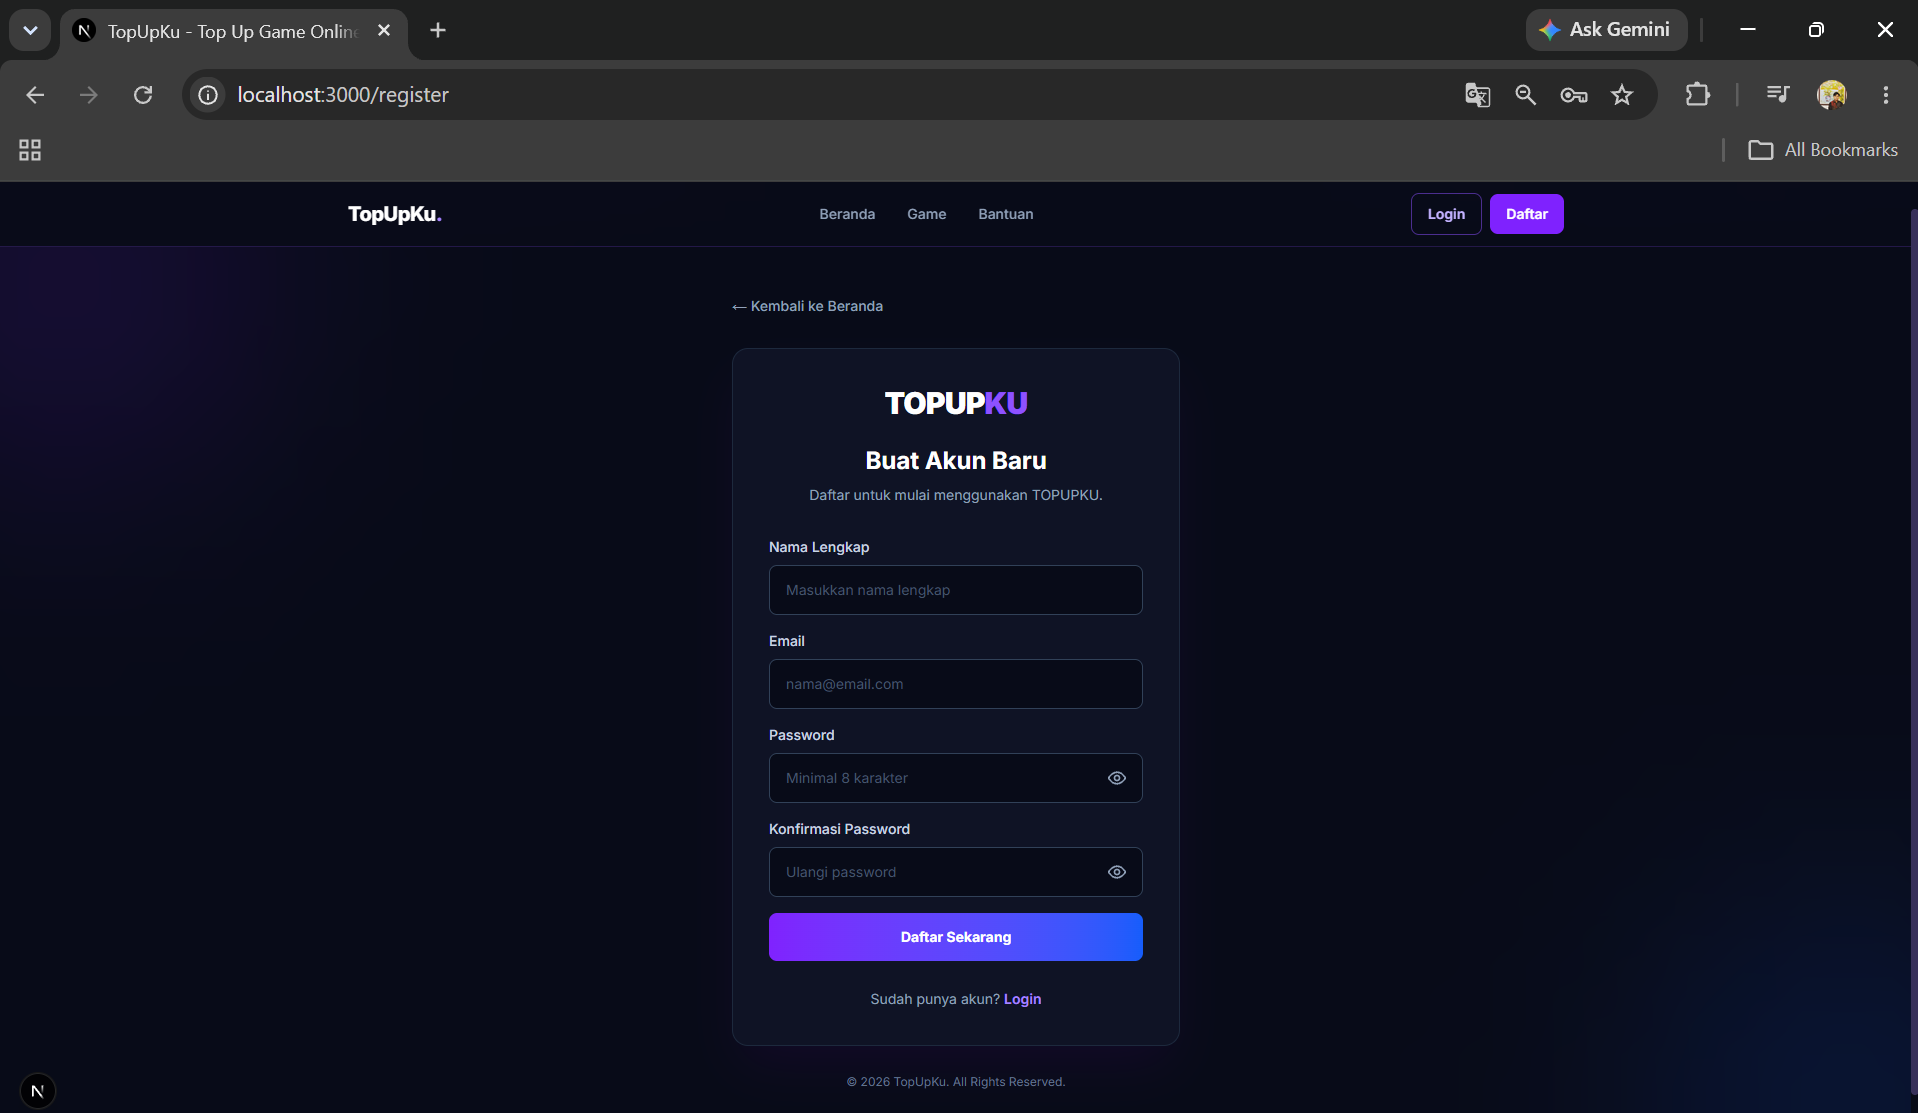 TopUpKu - Top Up Game Online
Ask Gemini
localhost:3000/register
All Bookmarks
TopUpKu.
Beranda
Game
Bantuan
Login
Daftar
← Kembali ke Beranda
TOPUPKU
Buat Akun Baru
Daftar untuk mulai menggunakan TOPUPKU.
Nama Lengkap
Masukkan nama lengkap
Email
nama@email.com
Password
Minimal 8 karakter
Konfirmasi Password
Ulangi password
Daftar Sekarang
Sudah punya akun? Login
© 2026 TopUpKu. All Rights Reserved.
N